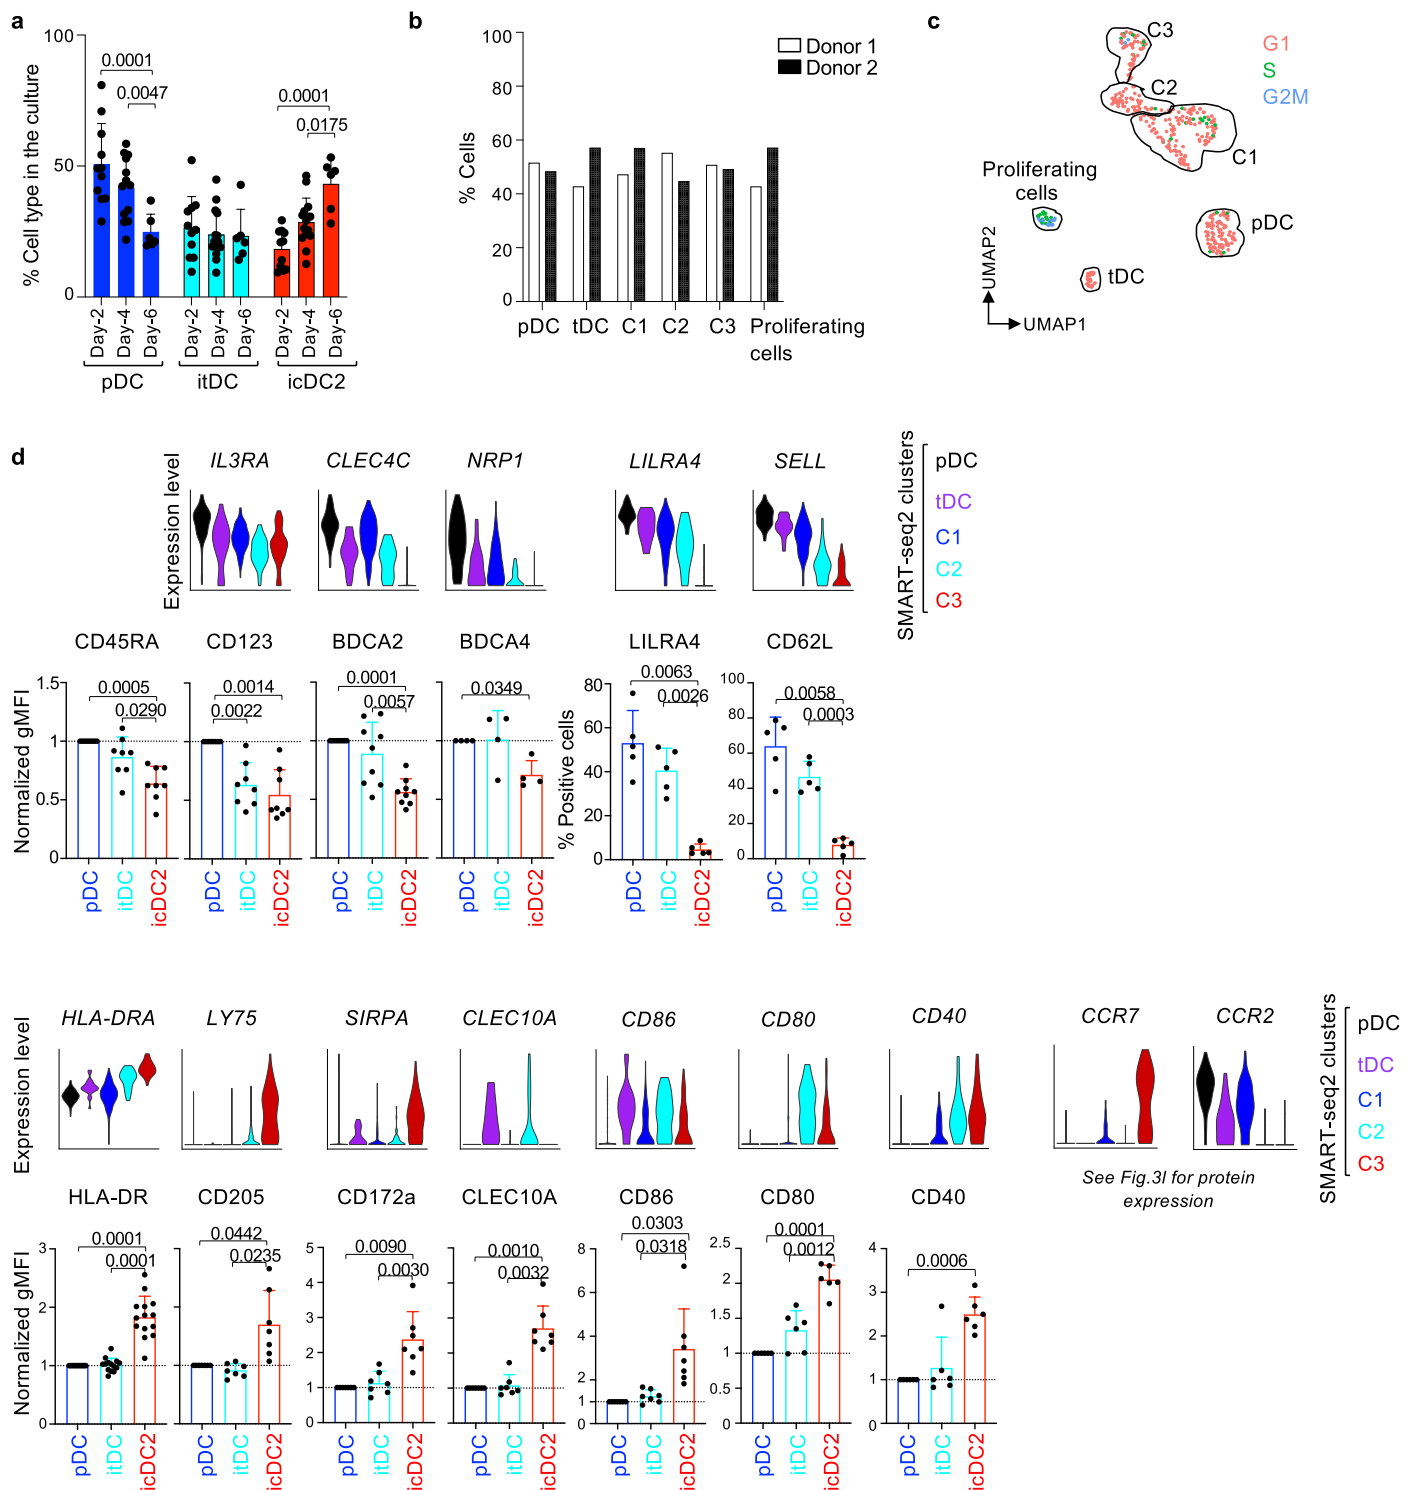 a
% Cell type in the culture
100
50
0
0.0001
0.0047
0.0001
0.0175
Day-2
Day-4
Day-6
Day-2
Day-4
Day-6
Day-2
Day-4
Day-6
pDC
itDC
icDC2
b
% Cells
100
80
60
40
20
0
Donor 1
Donor 2
pDC
tDC
C1
C2
C3
Proliferating
cells
c
C3
C2
C1
G1
S
G2M
Proliferating
cells
pDC
tDC
UMAP2
UMAP1
d
Expression level
IL3RA
CLEC4C
NRP1
LILRA4
SELL
SMART-seq2 clusters
pDC
tDC
C1
C2
C3
Normalized gMFI
CD45RA
1.5
1
0.5
0
0.0005
0.0290
pDC
itDC
icDC2
CD123
0.0014
0.0022
pDC
itDC
icDC2
BDCA2
0.0001
0.0057
pDC
itDC
icDC2
BDCA4
0.0349
pDC
itDC
icDC2
% Positive cells
LILRA4
80
60
40
20
0
0.0063
0.0026
pDC
itDC
icDC2
CD62L
100
80
60
40
20
0
0.0058
0.0003
pDC
itDC
icDC2
Expression level
HLA-DRA
LY75
SIRPA
CLEC10A
CD86
CD80
CD40
CCR7
CCR2
SMART-seq2 clusters
pDC
tDC
C1
C2
C3
See Fig.3l for protein
expression
Normalized gMFI
HLA-DR
3
2
1
0
0.0001
0.0001
pDC
itDC
icDC2
CD205
0.0442
0.0235
pDC
itDC
icDC2
CD172a
5
4
3
2
1
0
0.0090
0.0030
pDC
itDC
icDC2
CLEC10A
0.0010
0.0032
pDC
itDC
icDC2
CD86
8
6
4
2
1
0
0.0303
0.0318
pDC
itDC
icDC2
CD80
2.5
2
1.5
1
0.5
0
0.0001
0.0012
pDC
itDC
icDC2
CD40
4
3
2
1
0
0.0006
pDC
itDC
icDC2